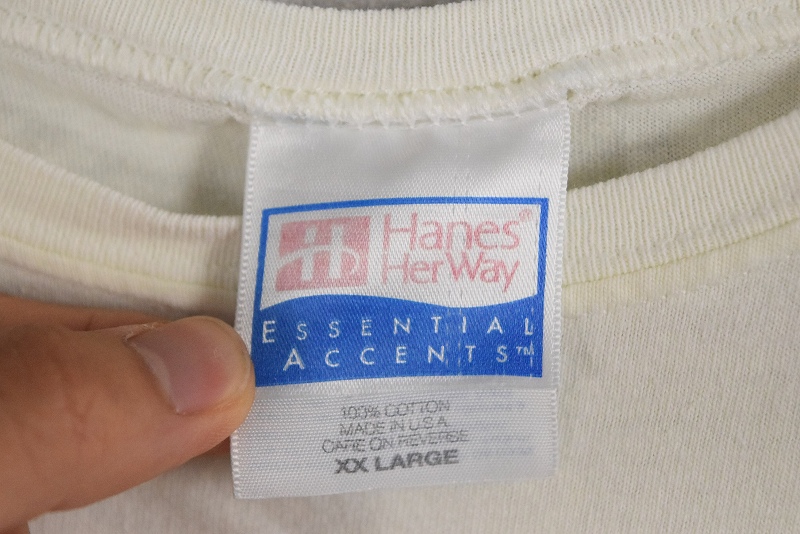 Hanes®
HerWay
ESSENTIAL
ACCENTS™
100% COTTON
MADE IN U.S.A.
CARE ON REVERSE
XX LARGE